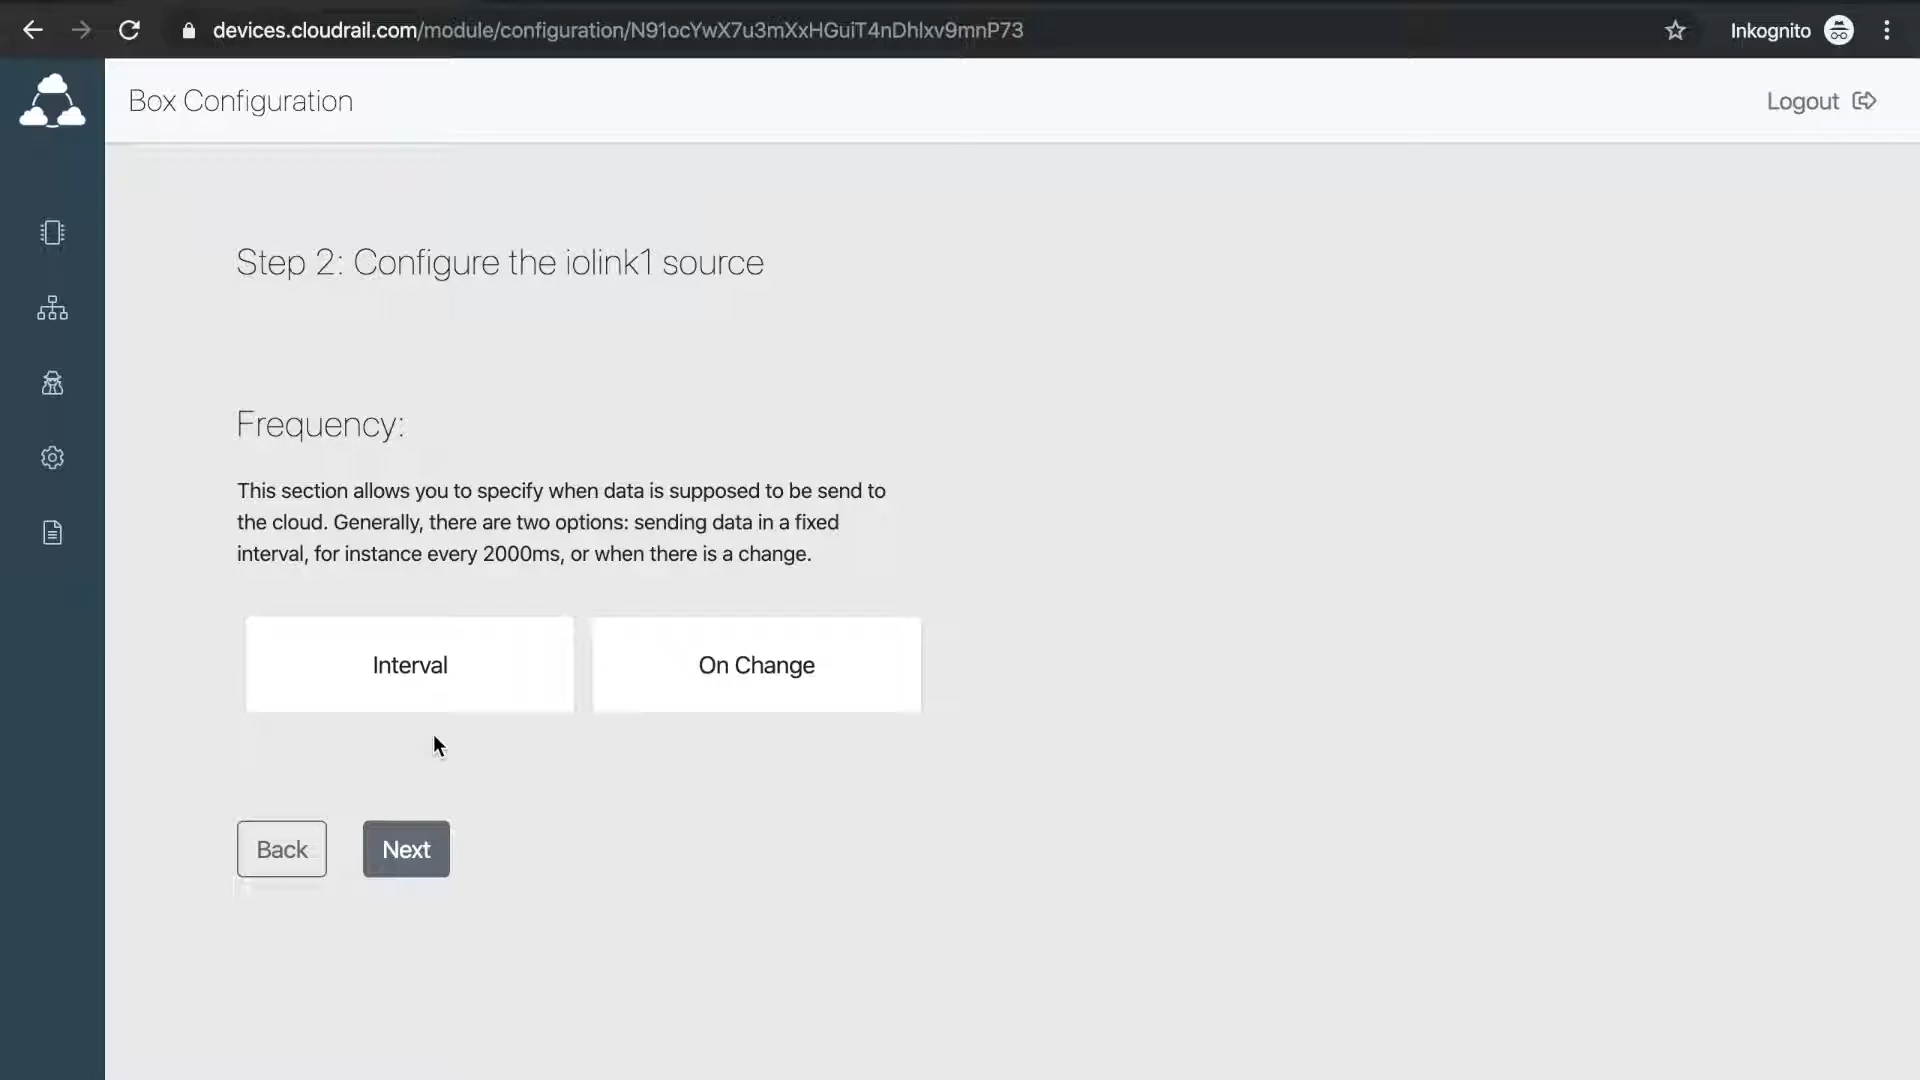 devices.cloudrail.com/module/configuration/N91ocYwX7u3mXxHGuiT4nDhlxv9mnP73
Inkognito
Box Configuration
Logout
Step 2: Configure the iolink1 source
Frequency:
This section allows you to specify when data is supposed to be send to
the cloud. Generally, there are two options: sending data in a fixed
interval, for instance every 2000ms, or when there is a change.
Interval
On Change
Back
Next